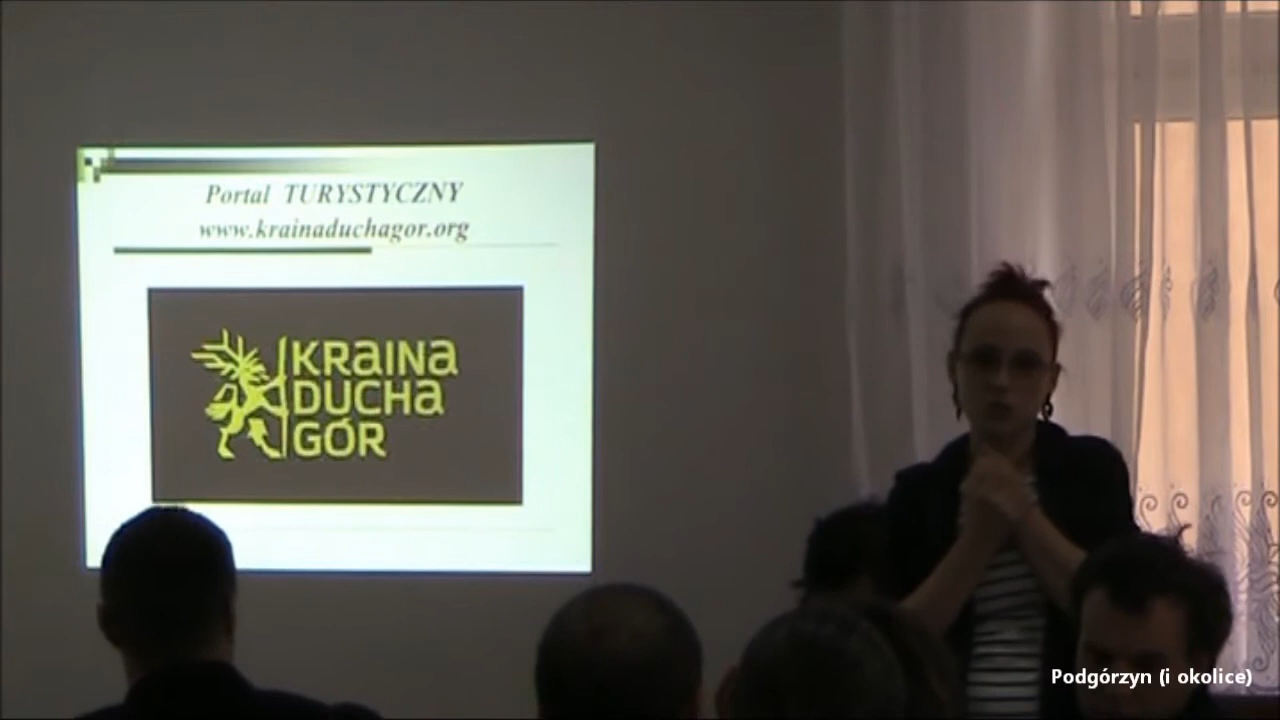 Portal TURYSTYCZNY
www.krainaduchagor.org
KRaINa
DUCHa
GÓR
Podgórzyn (i okolice)